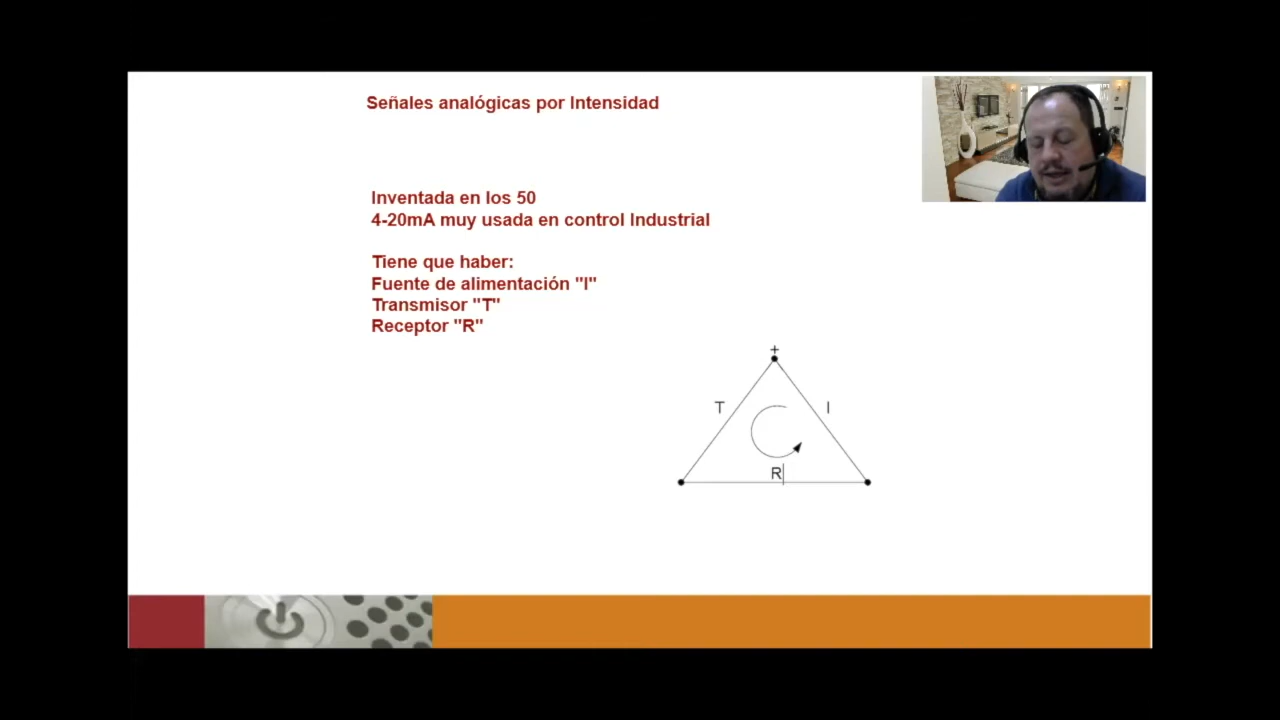 Señales analógicas por Intensidad
Inventada en los 50
4-20mA muy usada en control Industrial
Tiene que haber:
Fuente de alimentación "I"
Transmisor "T"
Receptor "R"
+
T
I
R